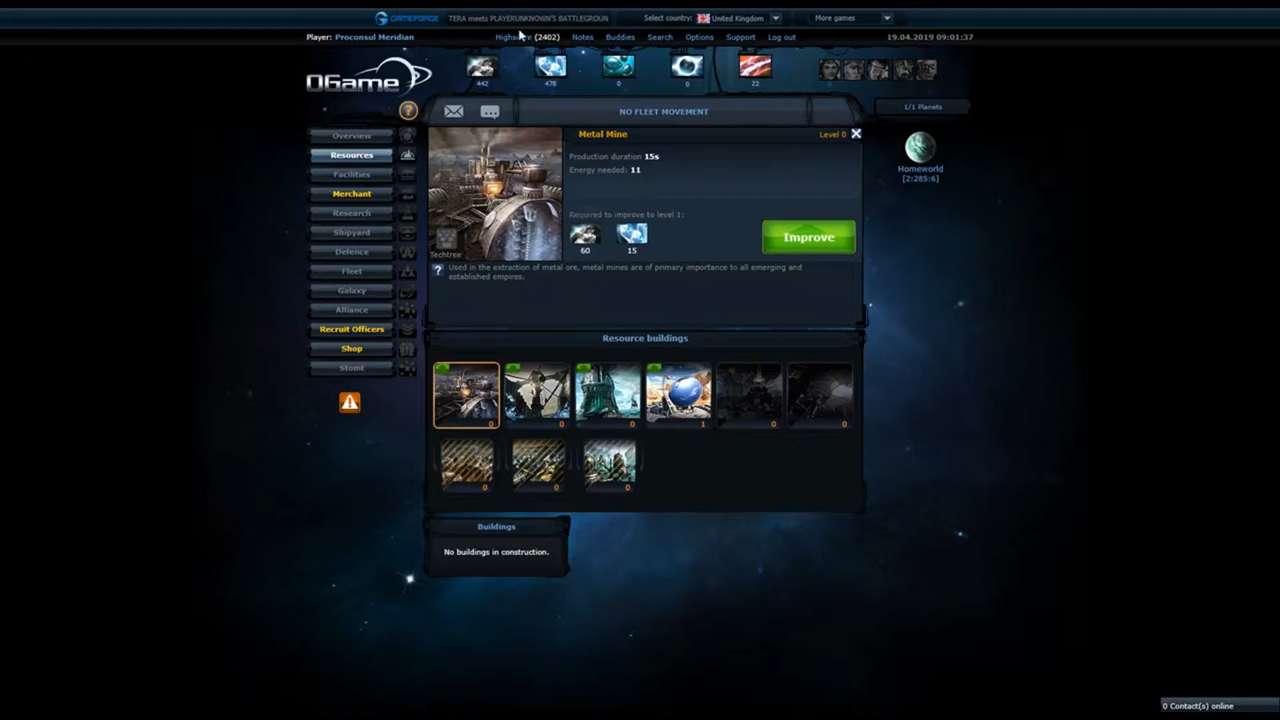 GAMEFORGE TERA meets PLAYERUNKNOWN'S BATTLEGROUN Select country: United Kingdom More games
Player: Proconsul Meridian Highscore (2402) Notes Buddies Search Options Support Log out 19.04.2019 09:01:37
OGame
442 478 0 0 22
NO FLEET MOVEMENT
1/1 Planets
Homeworld
[2:285:6]
Overview
Resources
Facilities
Merchant
Research
Shipyard
Defence
Fleet
Galaxy
Alliance
Recruit Officers
Shop
Stomt
Metal Mine Level 0
Production duration 15s
Energy needed: 11
Required to improve to level 1:
60 15
Improve
Techtree
? Used in the extraction of metal ore, metal mines are of primary importance to all emerging and
established empires.
Resource buildings
0 0 0 1 0 0
0 0 0
Buildings
No buildings in construction.
0 Contact(s) online